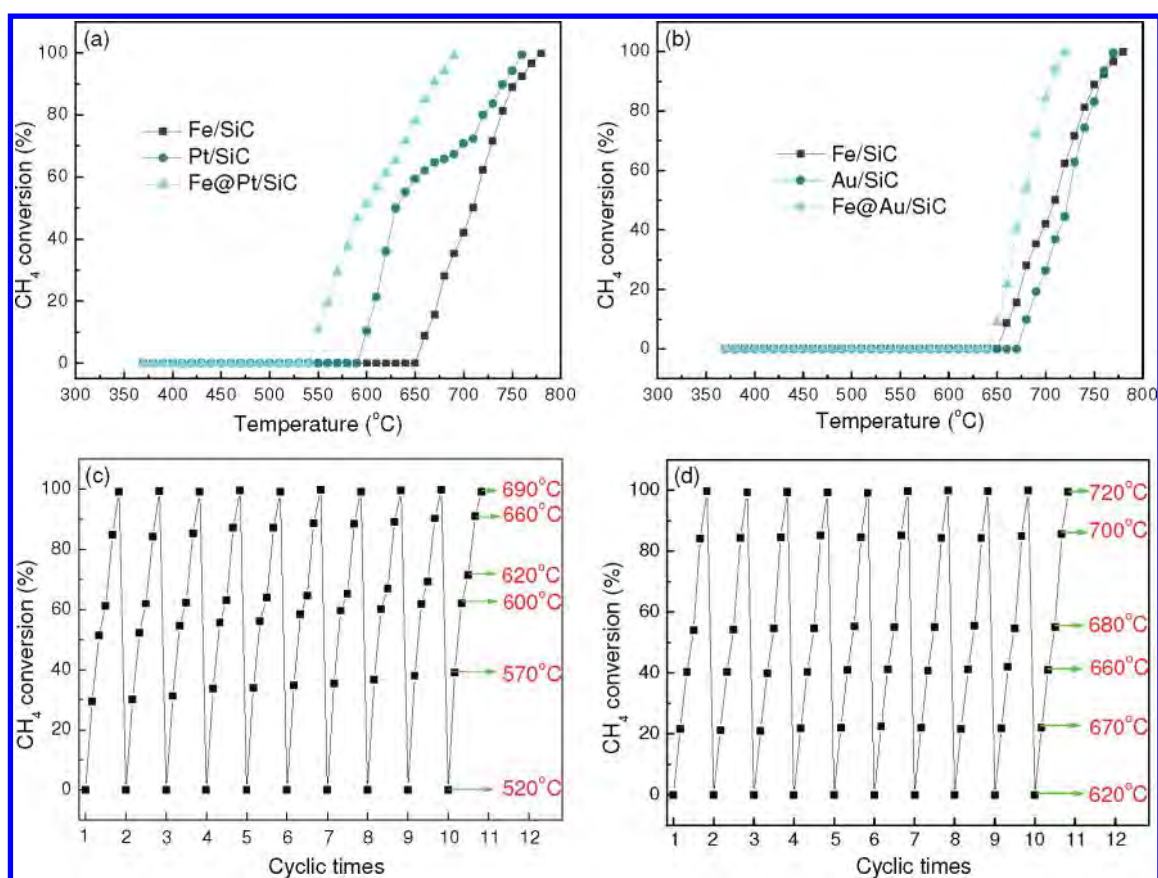 (a)
100
80
60
40
20
0
CH4 conversion (%)
Fe/SiC
Pt/SiC
Fe@Pt/SiC
300 350 400 450 500 550 600 650 700 750 800
Temperature (°C)
(b)
100
80
60
40
20
0
CH4 conversion (%)
Fe/SiC
Au/SiC
Fe@Au/SiC
350 400 450 500 550 600 650 700 750 800
Temperature (°C)
(c)
100
80
60
40
20
0
CH4 conversion (%)
690°C
660°C
620°C
600°C
570°C
520°C
1 2 3 4 5 6 7 8 9 10 11 12
Cyclic times
(d)
100
80
60
40
20
0
CH4 conversion (%)
720°C
700°C
680°C
660°C
670°C
620°C
1 2 3 4 5 6 7 8 9 10 11 12
Cyclic times